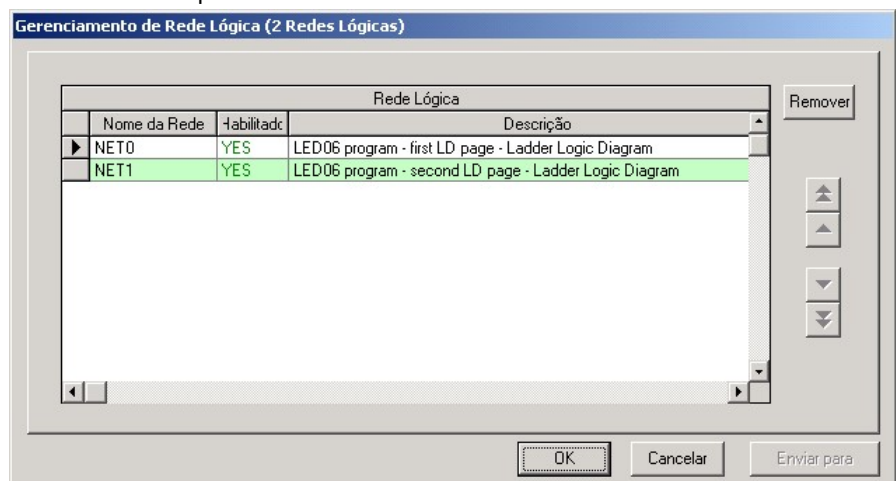 Gerenciamento de Rede Lógica (2 Redes Lógicas)
Rede Lógica
Remover
Nome da Rede Habilitado Descrição
NET0 YES LED06 program - first LD page - Ladder Logic Diagram
NET1 YES LED06 program - second LD page - Ladder Logic Diagram
OK Cancelar Enviar para